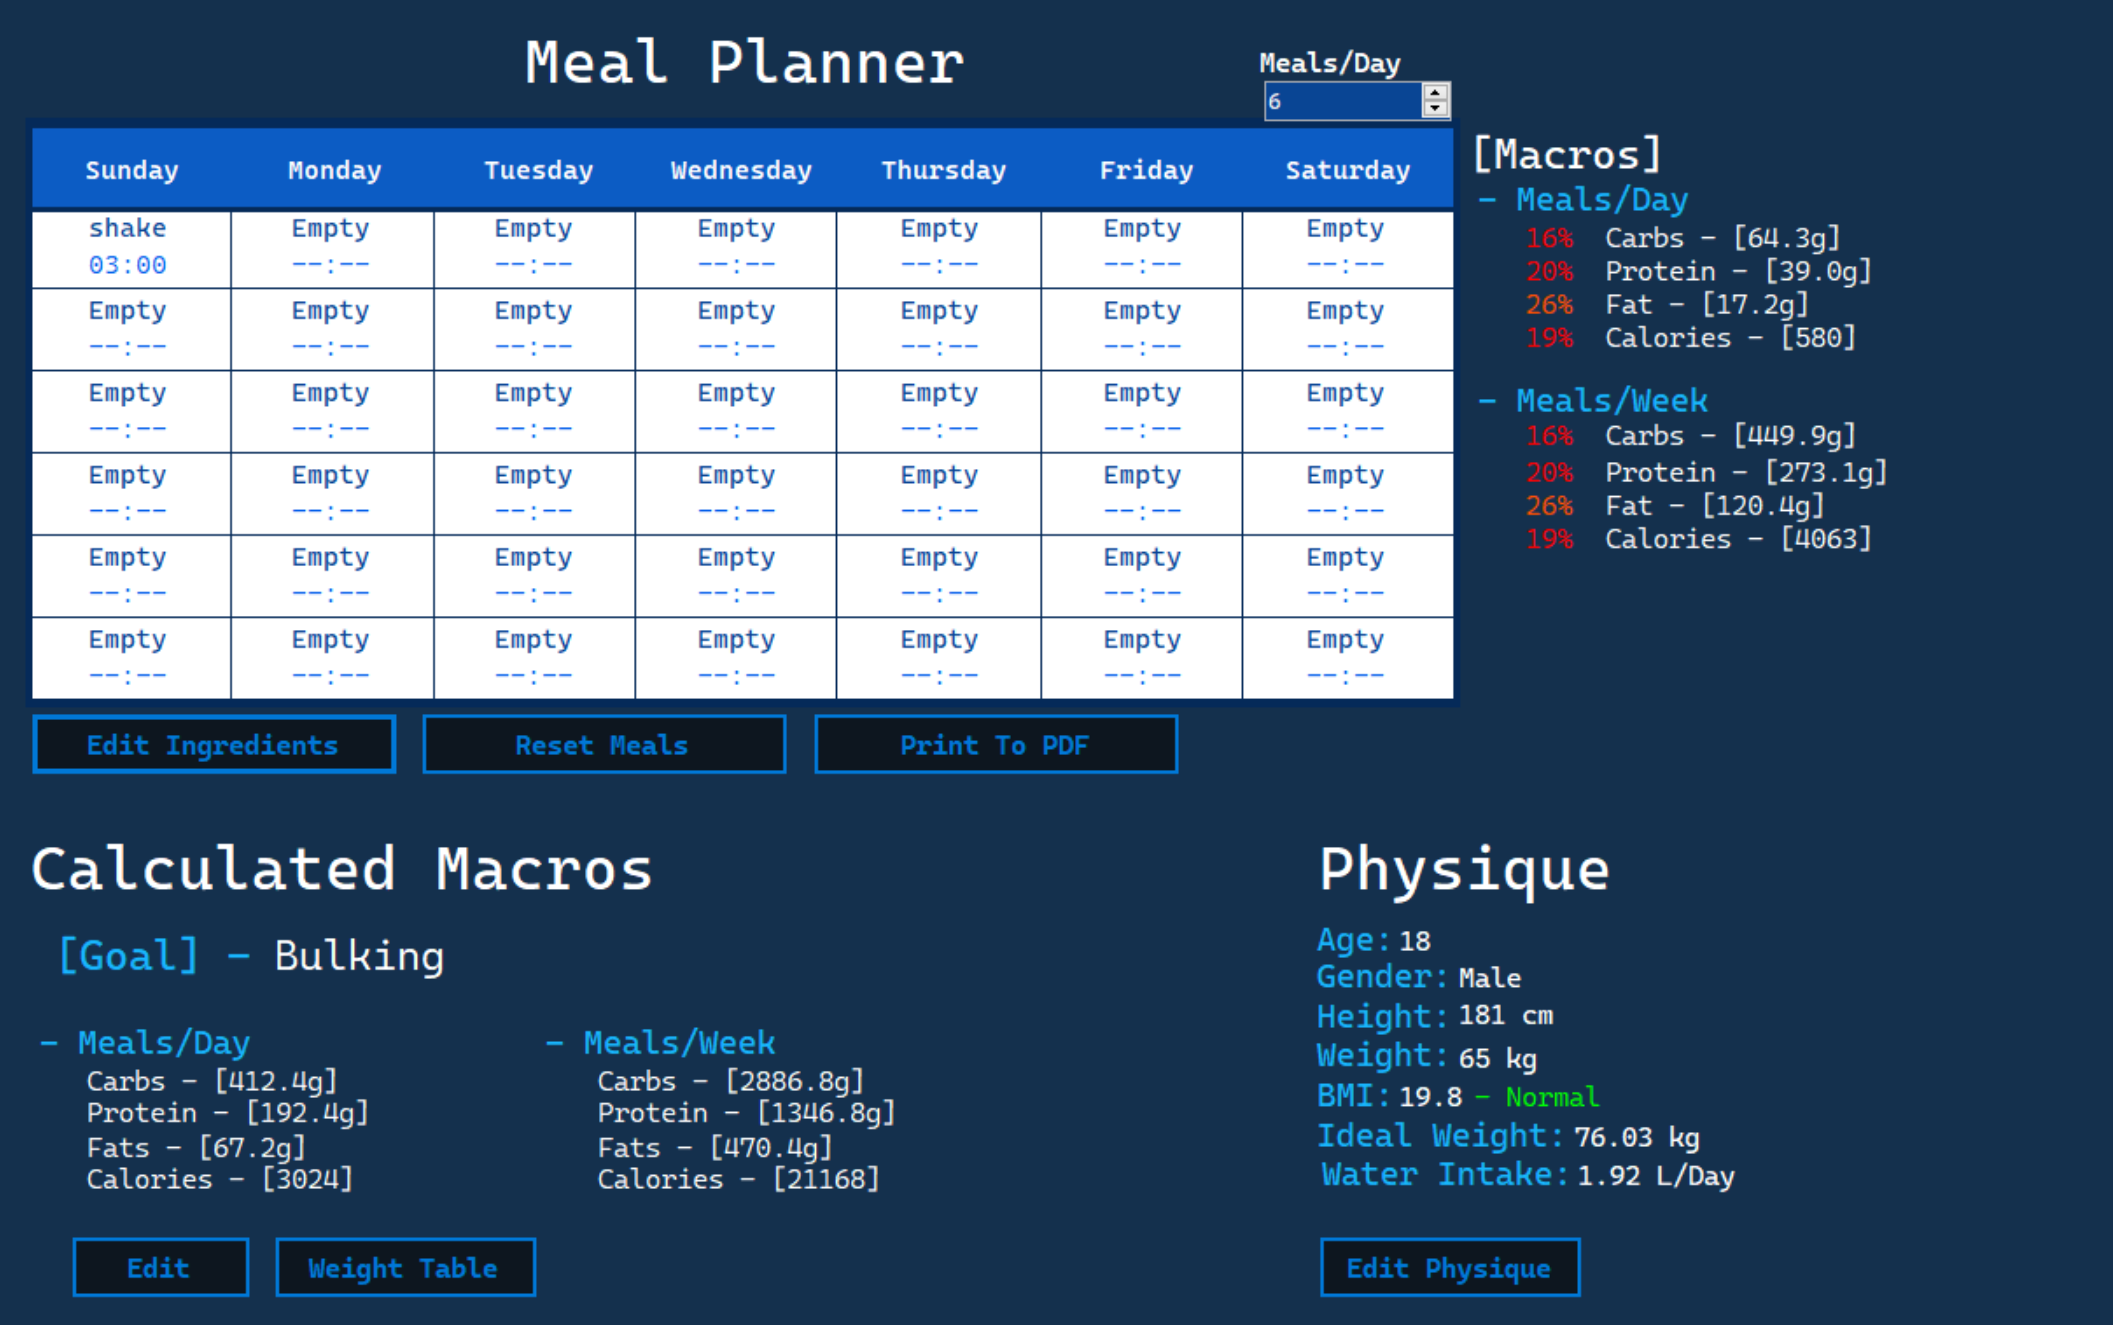 Meal Planner
Meals/Day
6
Sunday Monday Tuesday Wednesday Thursday Friday Saturday
shake Empty Empty Empty Empty Empty Empty
03:00 --:-- --:-- --:-- --:-- --:-- --:--
Empty Empty Empty Empty Empty Empty Empty
--:-- --:-- --:-- --:-- --:-- --:-- --:--
Empty Empty Empty Empty Empty Empty Empty
--:-- --:-- --:-- --:-- --:-- --:-- --:--
Empty Empty Empty Empty Empty Empty Empty
--:-- --:-- --:-- --:-- --:-- --:-- --:--
Empty Empty Empty Empty Empty Empty Empty
--:-- --:-- --:-- --:-- --:-- --:-- --:--
Empty Empty Empty Empty Empty Empty Empty
--:-- --:-- --:-- --:-- --:-- --:-- --:--
Edit Ingredients Reset Meals Print To PDF
[Macros]
- Meals/Day
16% Carbs - [64.3g]
20% Protein - [39.0g]
26% Fat - [17.2g]
19% Calories - [580]
- Meals/Week
16% Carbs - [449.9g]
20% Protein - [273.1g]
26% Fat - [120.4g]
19% Calories - [4063]
Calculated Macros
[Goal] - Bulking
- Meals/Day
Carbs - [412.4g]
Protein - [192.4g]
Fats - [67.2g]
Calories - [3024]
- Meals/Week
Carbs - [2886.8g]
Protein - [1346.8g]
Fats - [470.4g]
Calories - [21168]
Edit Weight Table
Physique
Age: 18
Gender: Male
Height: 181 cm
Weight: 65 kg
BMI: 19.8 - Normal
Ideal Weight: 76.03 kg
Water Intake: 1.92 L/Day
Edit Physique